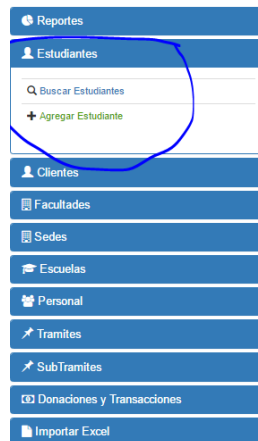 Reportes
Estudiantes
Buscar Estudiantes
Agregar Estudiante
Clientes
Facultades
Sedes
Escuelas
Personal
Tramites
SubTramites
Donaciones y Transacciones
Importar Excel